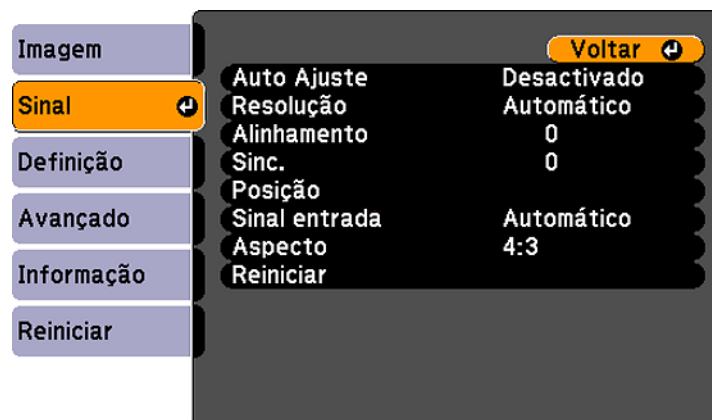 Imagem
Sinal
Definição
Avançado
Informação
Reiniciar
Voltar
Auto Ajuste Desactivado
Resolução Automático
Alinhamento 0
Sinc. 0
Posição
Sinal entrada Automático
Aspecto 4:3
Reiniciar